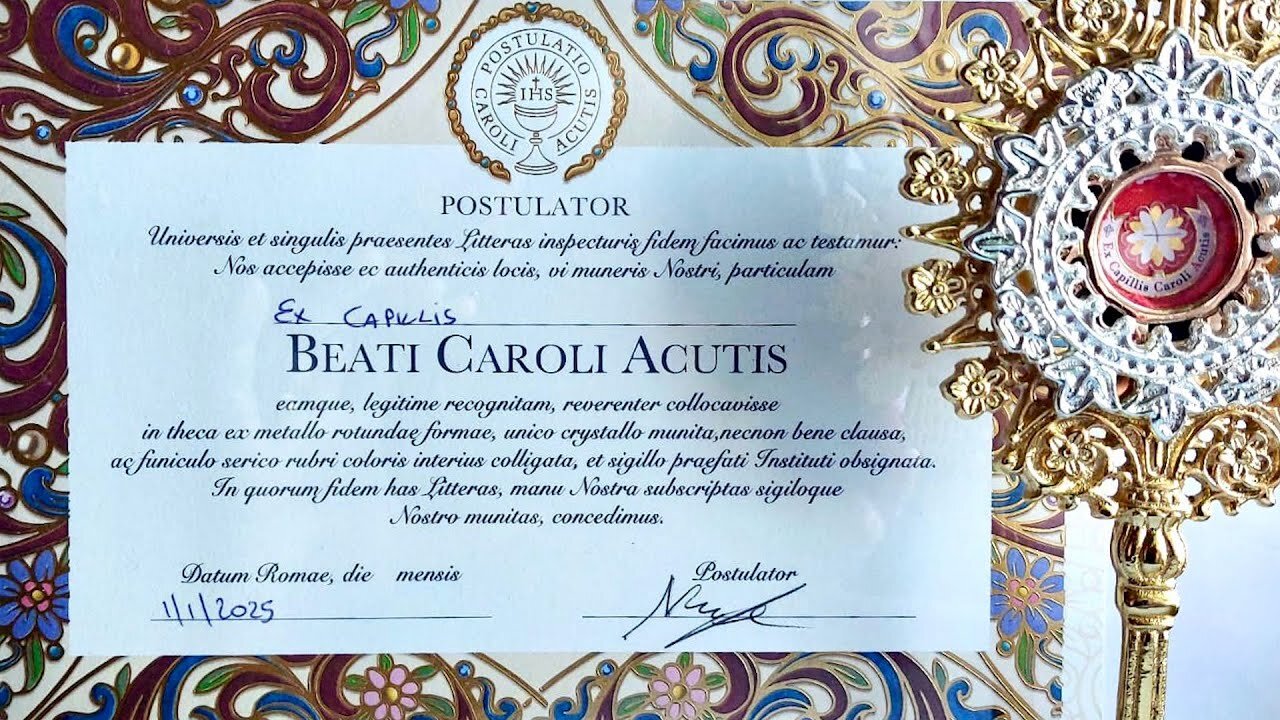 POSTULATIO
CAROLI ACUTIS
IHS
POSTULATOR
Universis et singulis praesentes Litteras inspecturis fidem facimus ac testamur:
Nos accepisse ec authenticis locis, vi muneris Nostri, particulam
Ex CAPILLIS
BEATI CAROLI ACUTIS
eamque, legitime recognitam, reverenter collocavisse
in theca ex metallo rotundae formae, unico crystallo munita,necnon bene clausa,
aç funiculo serico rubri coloris interius colligata, et sigillo praefati Instituti obsignata.
In quorum fidem has Litteras, manu Nostra subscriptas sigiloque
Nostro munitas, concedimus.
Datum Romae, die mensis
Postulator
1/1/2025
Ex Capillis Caroli Acutis